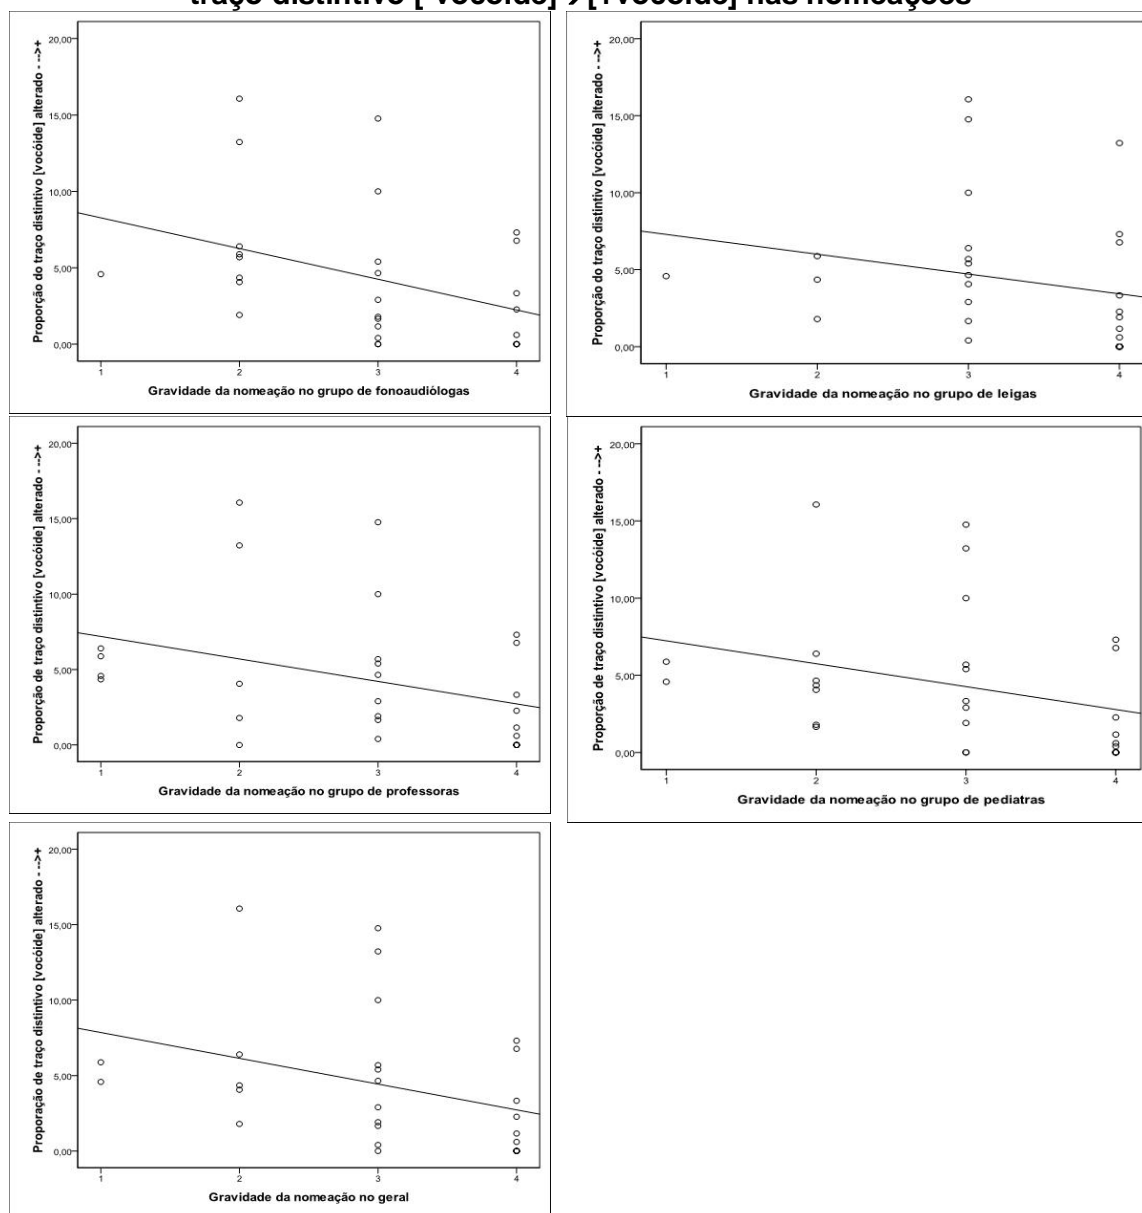 traço distintivo [-vocóide]→[+vocóide] nas nomeações
Proporção do traço distintivo [vocóide] alterado - -->+
20,00
15,00
10,00
5,00
0,00
1 2 3 4
Gravidade da nomeação no grupo de fonoaudiólogas
Proporção do traço distintivo [vocóide] alterado - -->+
20,00
15,00
10,00
5,00
0,00
1 2 3 4
Gravidade da nomeação no grupo de leigas
Proporção de traço distintivo [vocóide] alterado - -->+
20,00
15,00
10,00
5,00
0,00
1 2 3 4
Gravidade da nomeação no grupo de professoras
Proporção de traço distintivo [vocóide] alterado - -->+
20,00
15,00
10,00
5,00
0,00
1 2 3 4
Gravidade da nomeação no grupo de pediatras
Proporação de traço distintivo [vocóide] alterado - -->+
20,00
15,00
10,00
5,00
0,00
1 2 3 4
Gravidade da nomeação no geral